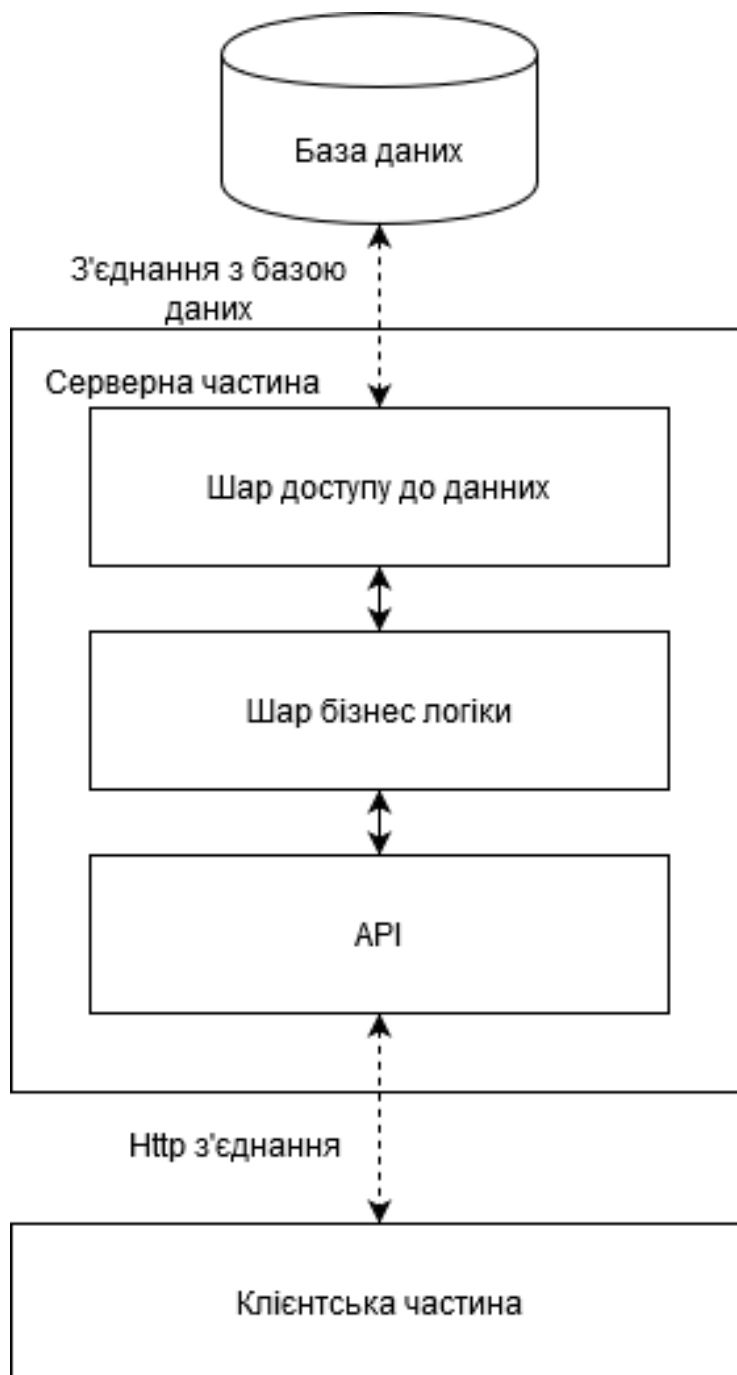 База даних
З'єднання з базою
даних
Серверна частина
Шар доступу до данних
Шар бізнес логіки
API
Http з'єднання
Клієнтська частина